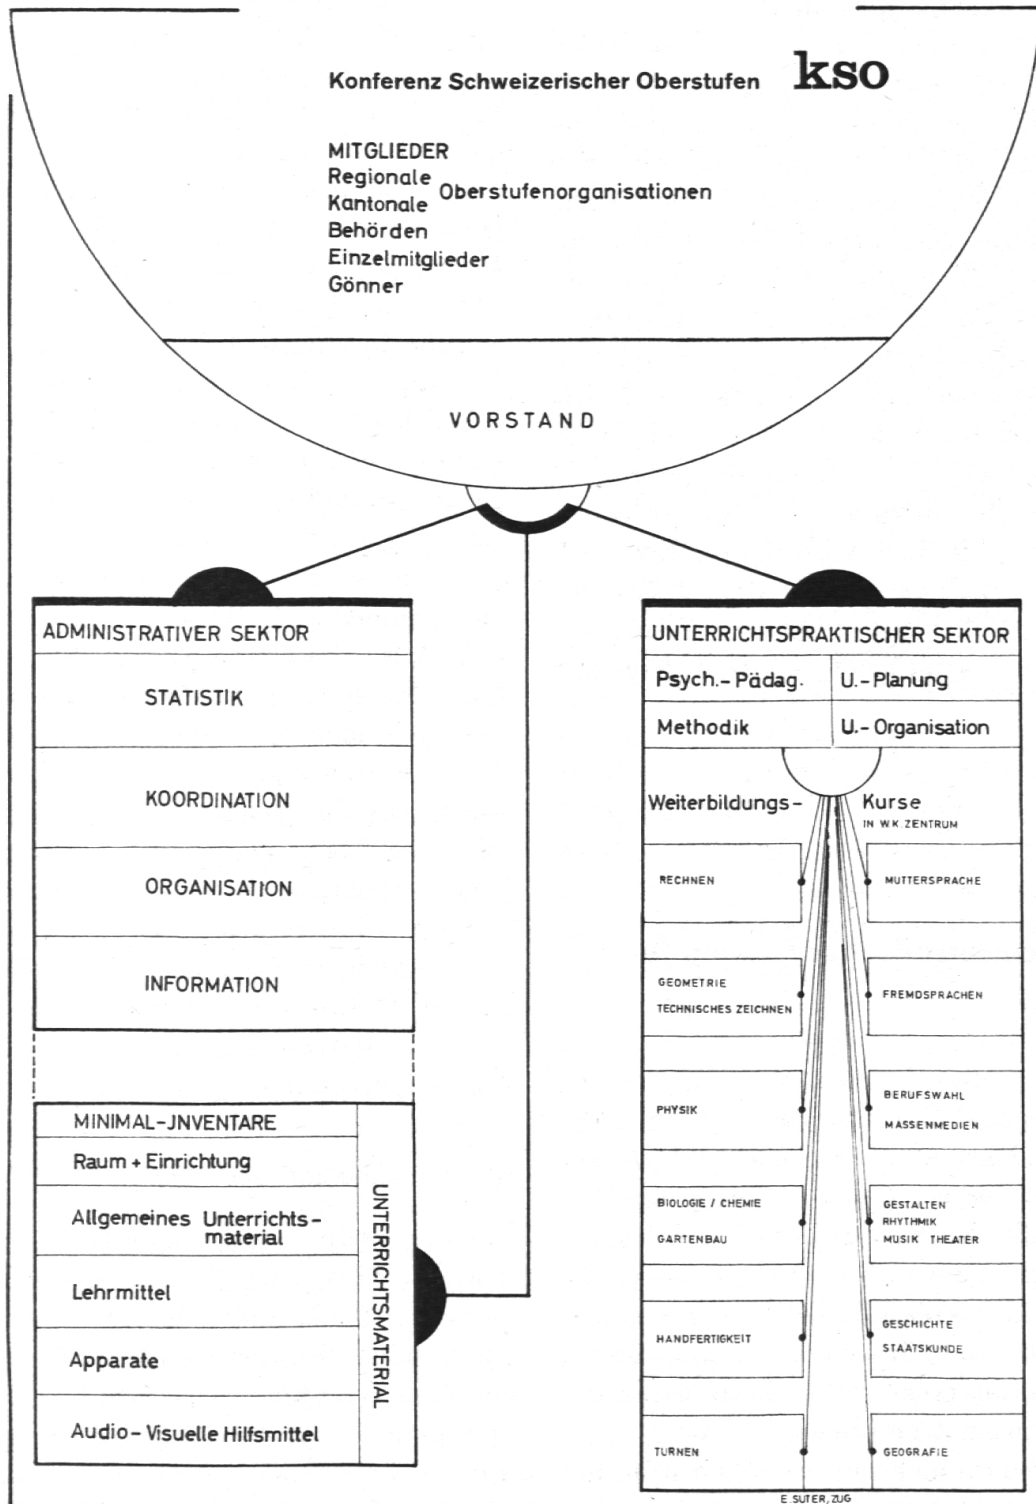 Konferenz Schweizerischer Oberstufen kso
MITGLIEDER
Regionale
Kantonale Oberstufenorganisationen
Behörden
Einzelmitglieder
Gönner
VORSTAND
ADMINISTRATIVER SEKTOR
STATISTIK
KOORDINATION
ORGANISATION
INFORMATION
MINIMAL-JNVENTARE
Raum + Einrichtung
Allgemeines Unterrichts-
material
Lehrmittel
Apparate
Audio-Visuelle Hilfsmittel
UNTERRICHTSMATERIAL
UNTERRICHTSPRAKTISCHER SEKTOR
Psych.-Pädag. U.-Planung
Methodik U.-Organisation
Weiterbildungs- Kurse
IN W.K. ZENTRUM
RECHNEN
MUTTERSPRACHE
GEOMETRIE
TECHNISCHES ZEICHNEN
FREMDSPRACHEN
PHYSIK
BERUFSWAHL
MASSENMEDIEN
BIOLOGIE / CHEMIE
GARTENBAU
GESTALTEN
RHYTHMIK
MUSIK THEATER
HANDFERTIGKEIT
GESCHICHTE
STAATSKUNDE
TURNEN
GEOGRAFIE
E. SUTER, ZUG